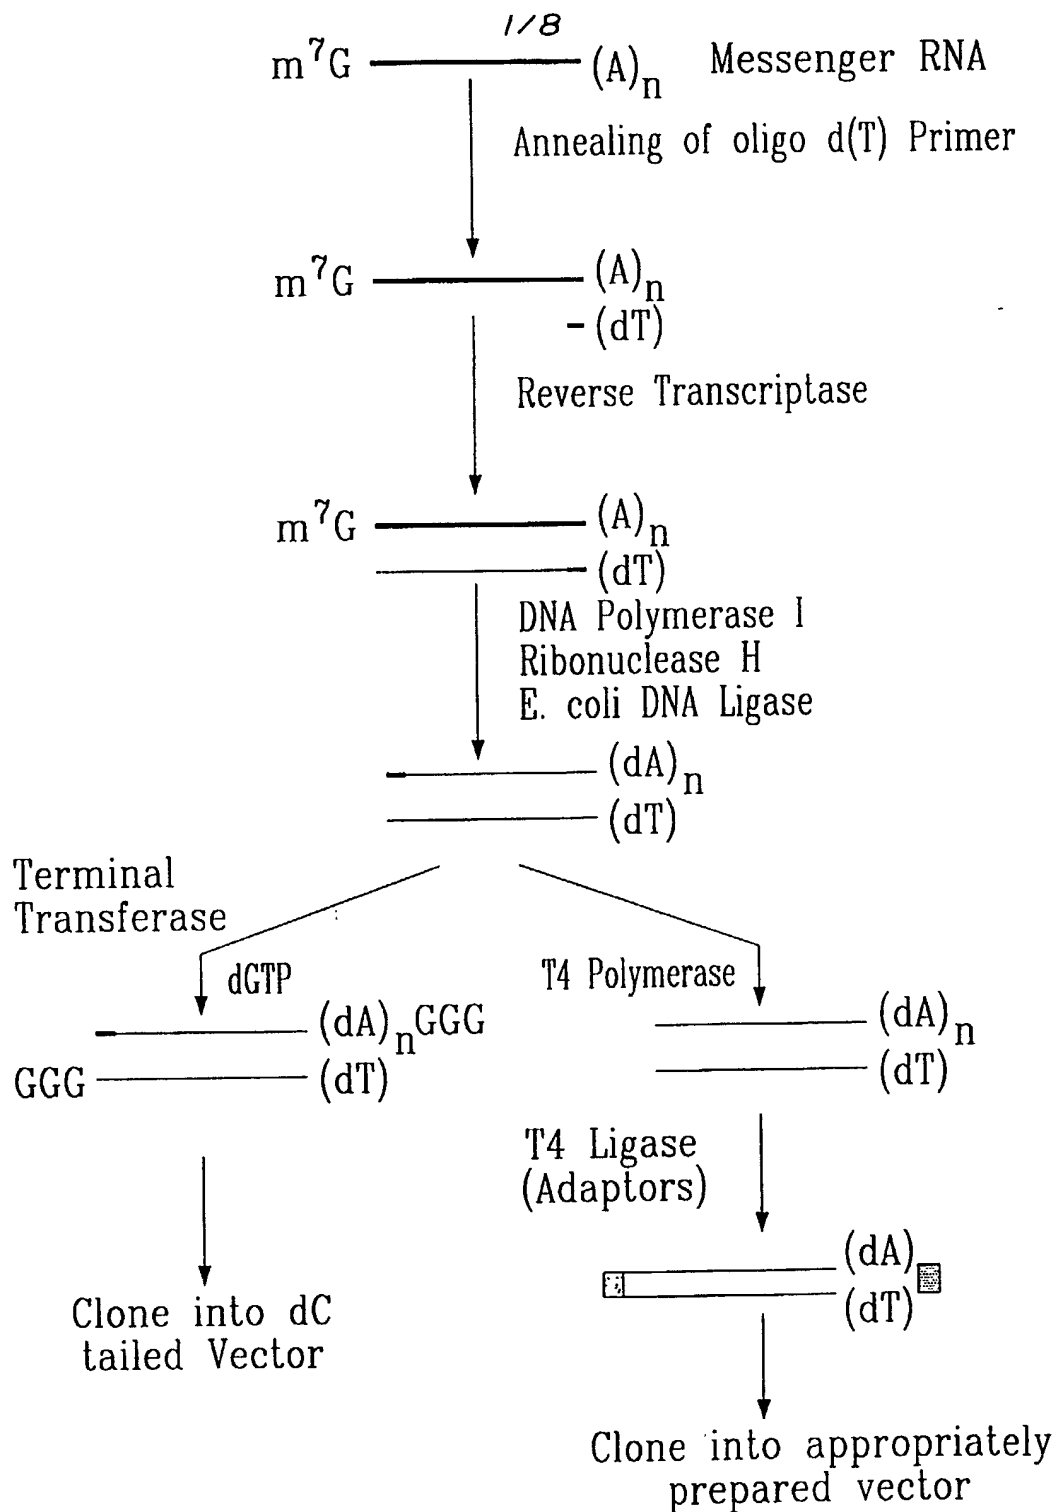 1/8
m⁷G (A)n Messenger RNA
Annealing of oligo d(T) Primer
m⁷G (A)n
-(dT)
Reverse Transcriptase
m⁷G (A)n
(dT)
DNA Polymerase I
Ribonuclease H
E. coli DNA Ligase
(dA)n
(dT)
Terminal
Transferase
dGTP
(dA)nGGG
GGG (dT)
Clone into dC
tailed Vector
T4 Polymerase
(dA)n
(dT)
T4 Ligase
(Adaptors)
(dA)
(dT)
Clone into appropriately
prepared vector